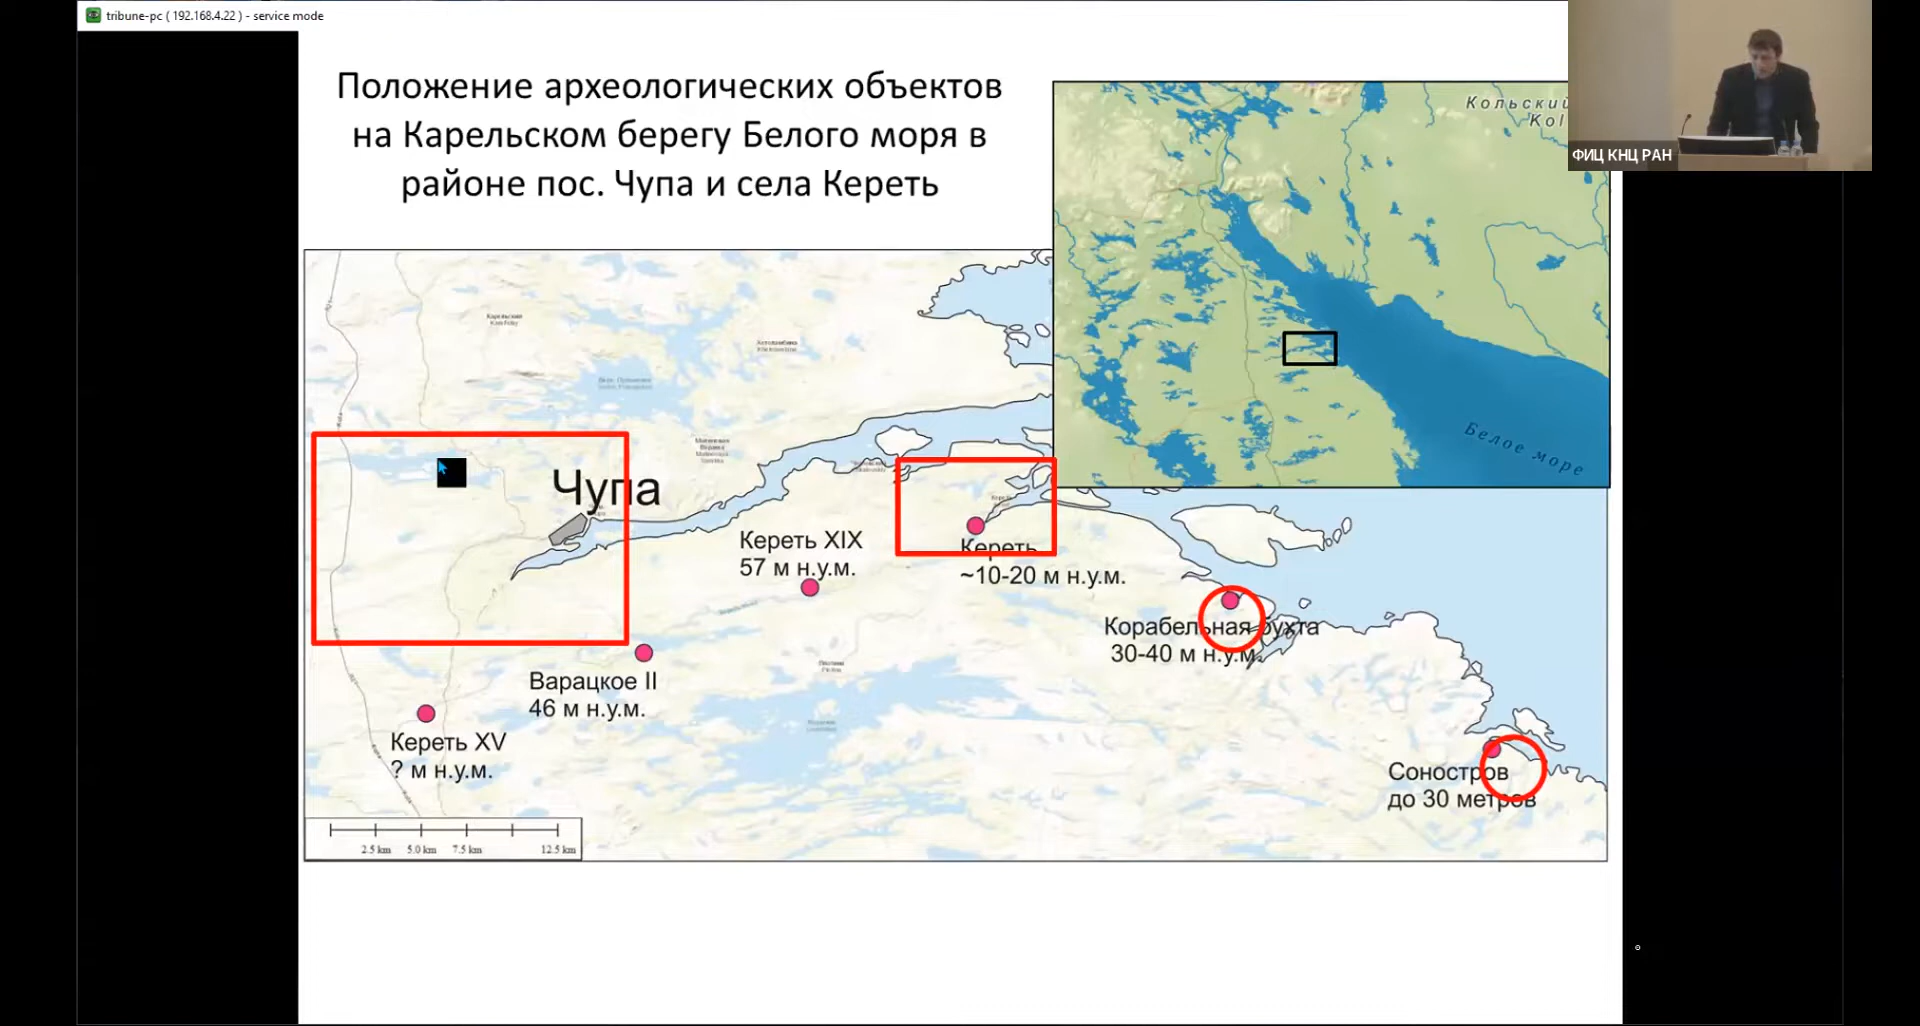 tribune-pc ( 192.168.4.22 ) - service mode
ФИЦ КНЦ РАН
Положение археологических объектов
на Карельском берегу Белого моря в
районе пос. Чупа и села Кереть
Кольский
Kol
Белое море
Чупа
Кереть XIX
57 м н.у.м.
Кереть
~10-20 м н.у.м.
Корабельная бухта
30-40 м н.у.м.
Варацкое II
46 м н.у.м.
Кереть XV
? м н.у.м.
Соностров
до 30 метров
2.5 km 5.0 km 7.5 km 12.5 km